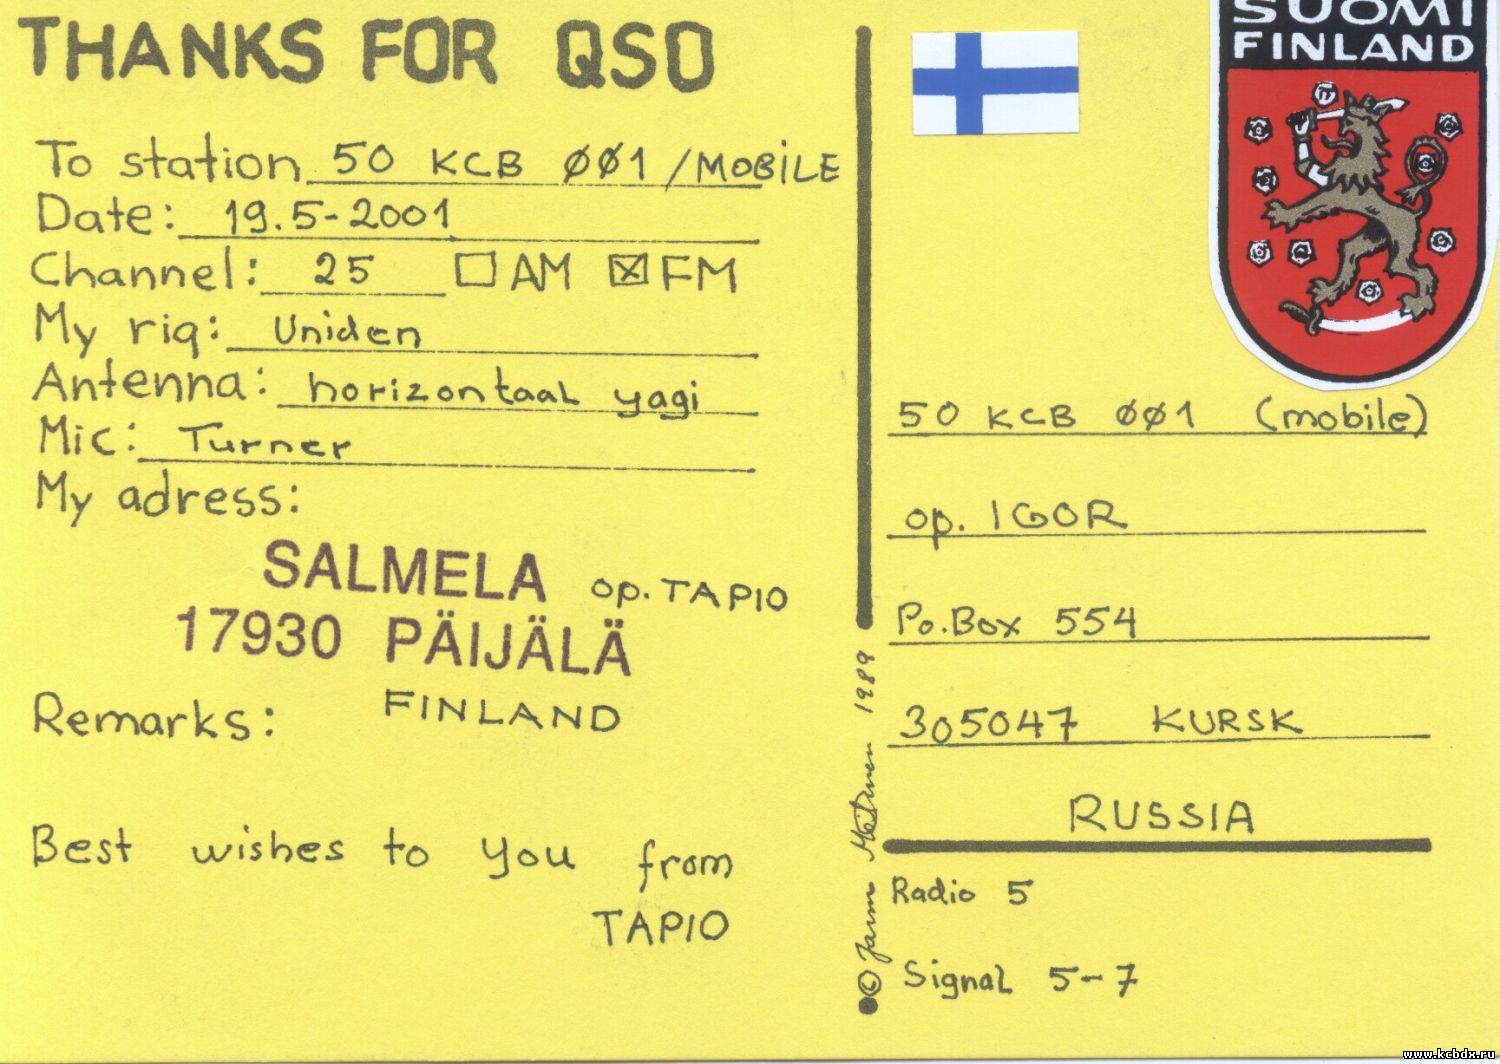 THANKS FOR QSO
To station 50 KCB ØØ1 /MOBILE
Date: 19.5-2001
Channel: 25 ☐ AM ☒ FM
My rig: Uniden
Antenna: horizontaal yagi
Mic: Turner
My adress:
SALMELA op. TAPIO
17930 PÄIJÄLÄ
FINLAND
Remarks:
Best wishes to you from
TAPIO
SUOMI
FINLAND
50 KCB ØØ1 (mobile)
op. IGOR
Po.Box 554
305047 KURSK
RUSSIA
Radio 5
Signal 5-7
© 1989
www.kcbdx.ru